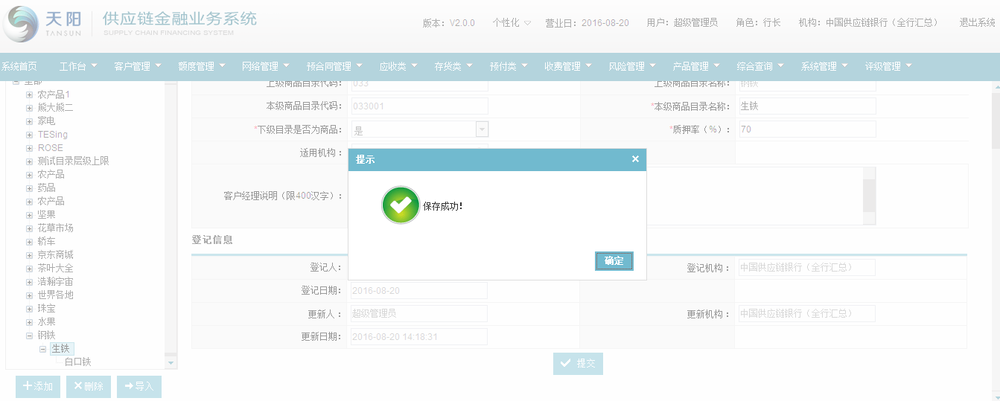 天阳
TANSUN
供应链金融业务系统
SUPPLY CHAIN FINANCING SYSTEM
版本：V2.0.0 个性化 营业日：2016-08-20 用户：超级管理员 角色：行长 机构：中国供应链银行（全行汇总） 退出系统
系统首页 工作台 客户管理 额度管理 网络管理 预合同管理 应收类 存货类 预付类 收费管理 风险管理 产品管理 综合查询 系统管理 评级管理
全部
农产品1
熊大熊二
家电
TESing
ROSE
测试目录层级上限
农产品
药品
农产品
坚果
花草市场
轿车
京东商城
茶叶大全
浩瀚宇宙
世界各地
珠宝
水果
钢铁
生铁
白口铁
添加 删除 导入
上级商品目录代码： 033 上级商品目录名称： 钢铁
本级商品目录代码： 033001 *本级商品目录名称： 生铁
*下级目录是否为商品： 是 *质押率（%）： 70
适用机构：
客户经理说明（限400汉字）：
提示
保存成功！
确定
登记信息
登记人： 登记机构： 中国供应链银行（全行汇总）
登记日期： 2016-08-20
更新人： 超级管理员 更新机构： 中国供应链银行（全行汇总）
更新日期： 2016-08-20 14:18:31
提交